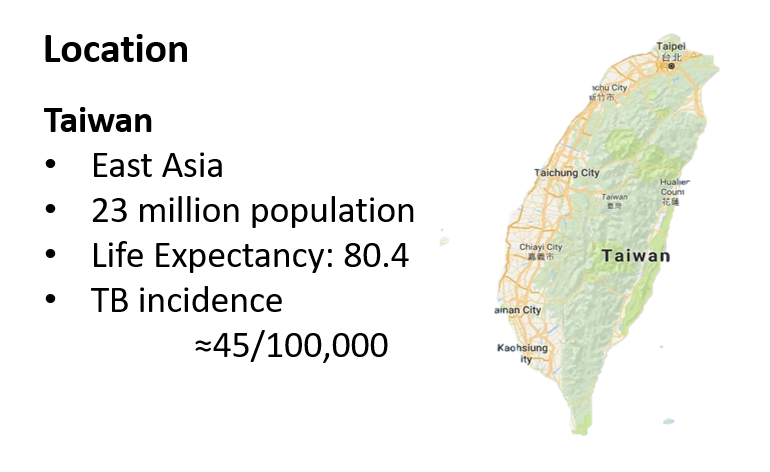 Location
Taiwan
• East Asia
• 23 million population
• Life Expectancy: 80.4
• TB incidence
≈45/100,000
Taipei
台北
nchu City
新竹市
Taichung City
Taiwan
臺灣
Hualien
Count
花蓮
Chiayi City
嘉義市
Taiwan
ainan City
Kaohsiung
ity